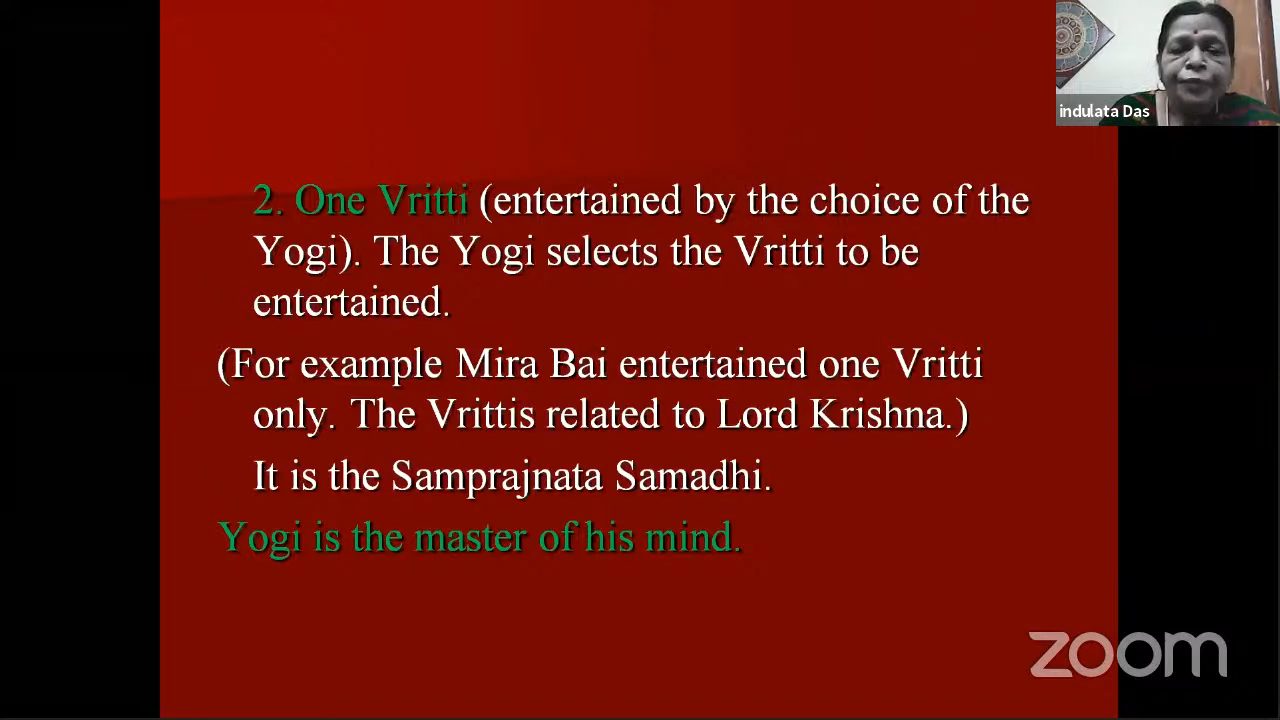 indulata Das
2. One Vritti (entertained by the choice of the
Yogi). The Yogi selects the Vritti to be
entertained.
(For example Mira Bai entertained one Vritti
only. The Vrittis related to Lord Krishna.)
It is the Samprajnata Samadhi.
Yogi is the master of his mind.
zoom